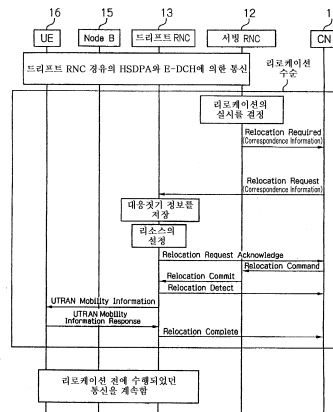 16 15 13 12 1
UE Node B 드리프트 RNC 서빙 RNC CN
드리프트 RNC 경유의 HSDPA와 E-DCH에 의한 통신
리로케이션
수순
리로케이션의
실시를 결정
Relocation Required
(Correspondence Information)
Relocation Request
(Correspondence Information)
대응짓기 정보를
저장
리소스의
설정
Relocation Request Acknowledge
Relocation Command
Relocation Commit
Relocation Detect
UTRAN Mobility Information
UTRAN Mobility
Information Response
Relocation Complete
리로케이션 전에 수행되었던
통신을 계속함